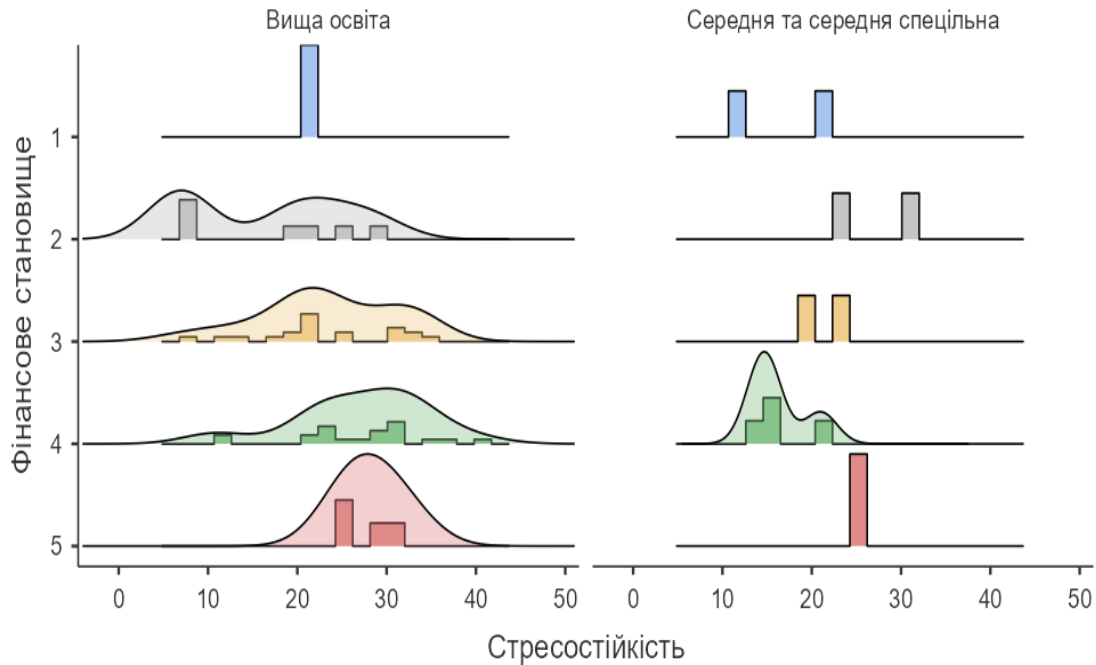 Вища освіта
Середня та середня спецільна
Фінансове становище
1
2
3
4
5
0 10 20 30 40 50
0 10 20 30 40 50
Стресостійкість